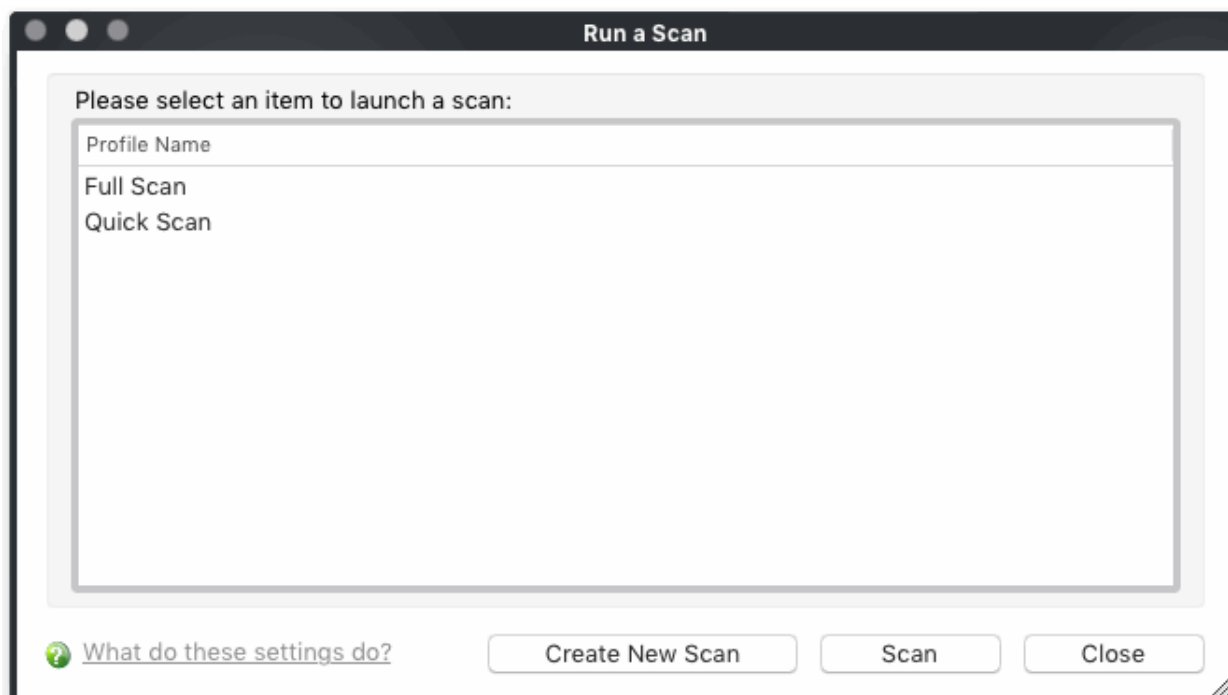 Run a Scan
Please select an item to launch a scan:
Profile Name
Full Scan
Quick Scan
What do these settings do?
Create New Scan
Scan
Close